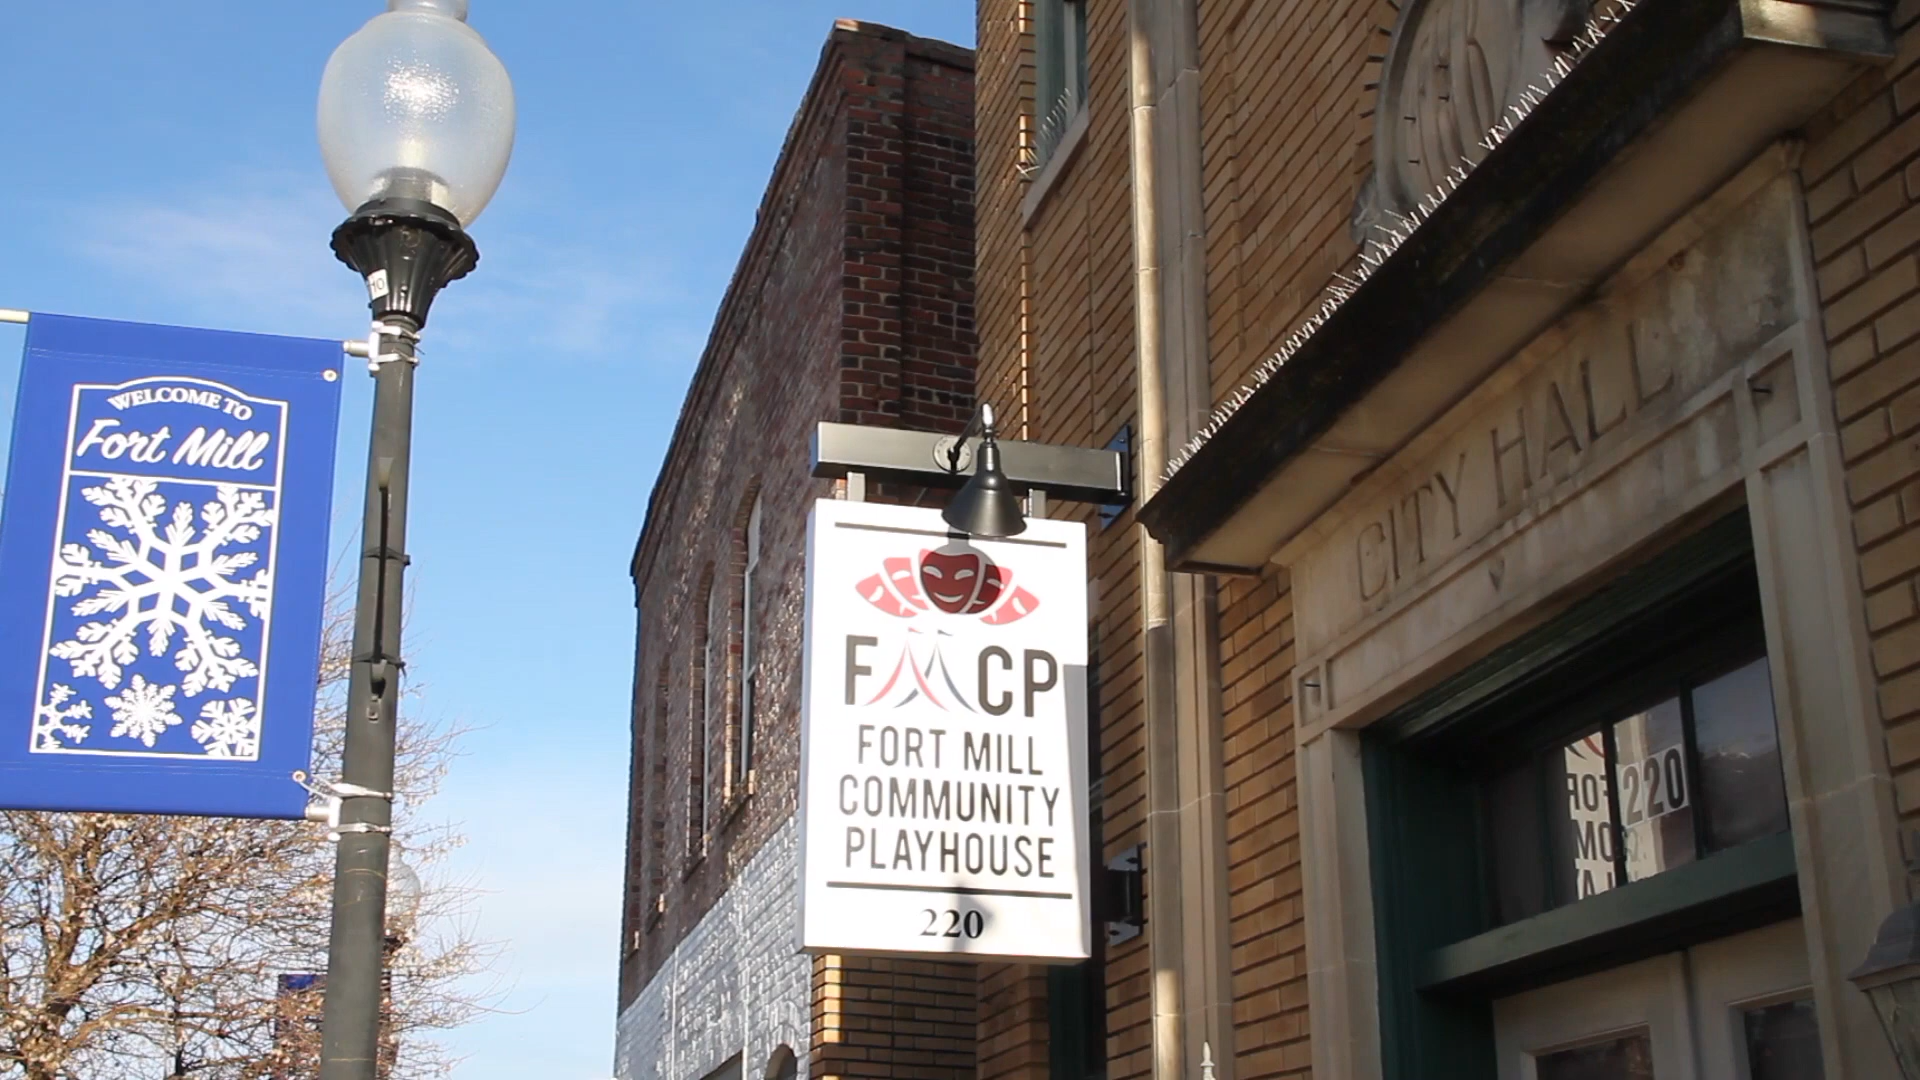 WELCOME TO
Fort Mill
FMCP
FORT MILL
COMMUNITY
PLAYHOUSE
220
CITY HALL
220